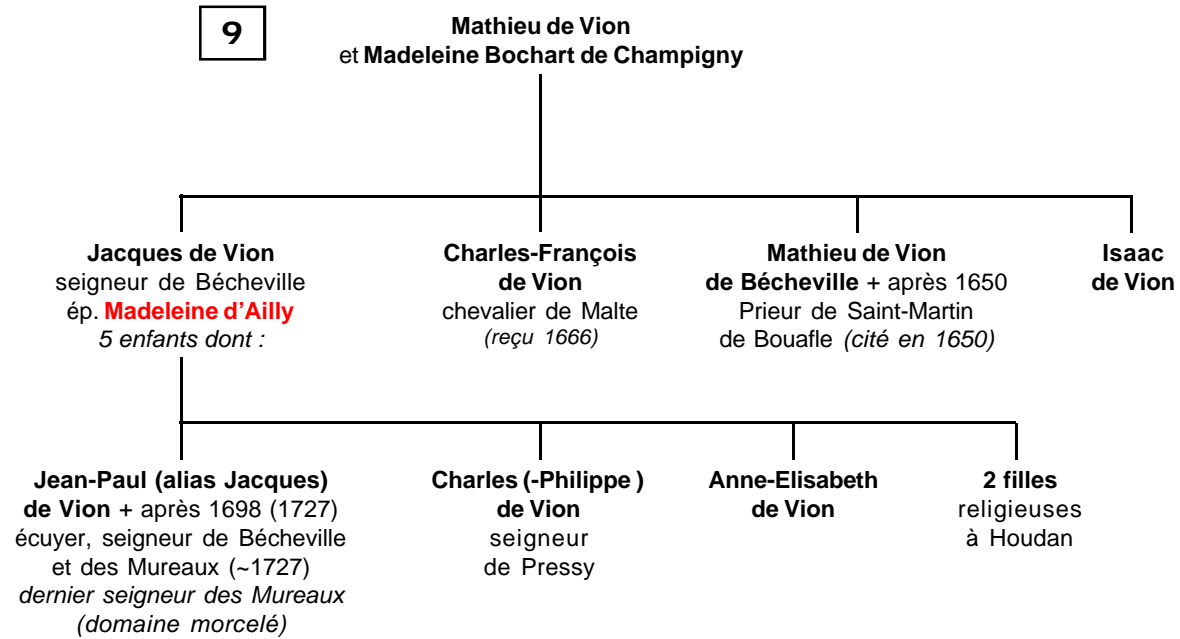 9
Mathieu de Vion
et Madeleine Bochart de Champigny
Jacques de Vion
seigneur de Bécheville
ép. Madeleine d’Ailly
5 enfants dont :
Charles-François
de Vion
chevalier de Malte
(reçu 1666)
Mathieu de Vion
de Bécheville + après 1650
Prieur de Saint-Martin
de Bouafle (cité en 1650)
Isaac
de Vion
Jean-Paul (alias Jacques)
de Vion + après 1698 (1727)
écuyer, seigneur de Bécheville
et des Mureaux (~1727)
dernier seigneur des Mureaux
(domaine morcelé)
Charles (-Philippe )
de Vion
seigneur
de Pressy
Anne-Elisabeth
de Vion
2 filles
religieuses
à Houdan